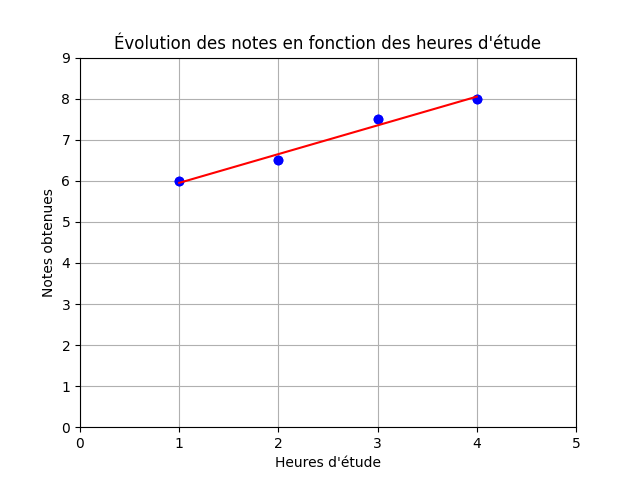 Évolution des notes en fonction des heures d'étude
9
8
7
6
5
4
3
2
1
0
Notes obtenues
0 1 2 3 4 5
Heures d'étude